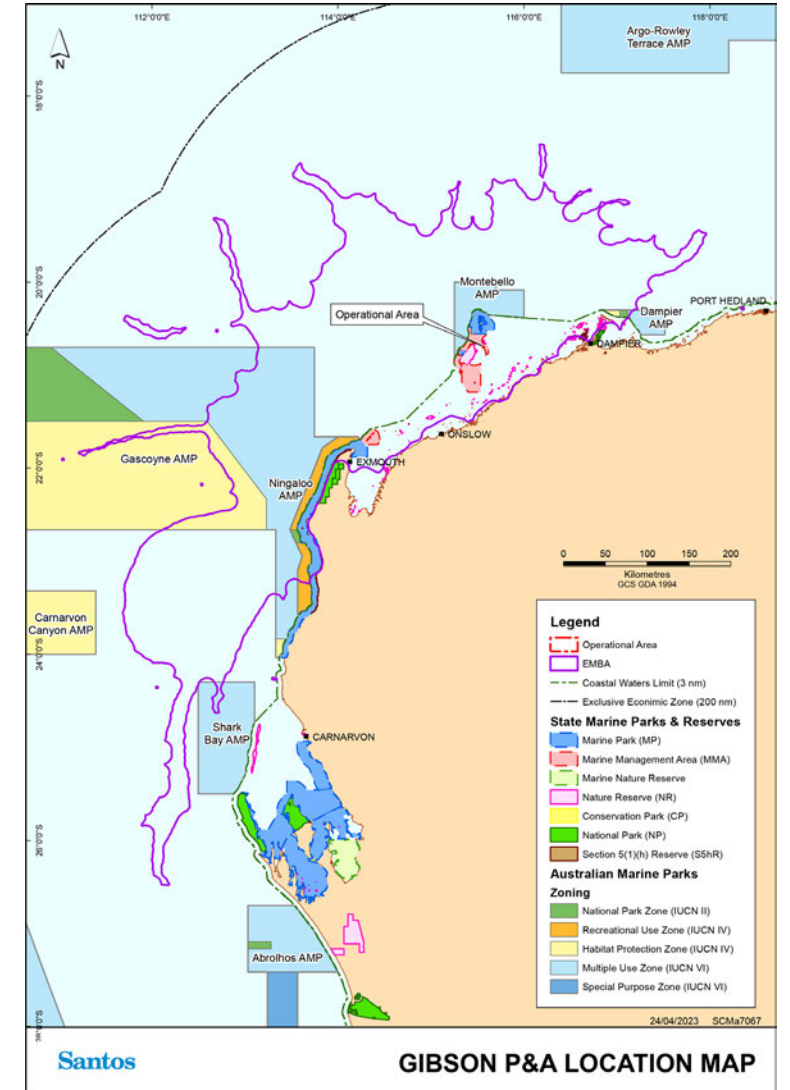 112°0'0"E
114°0'0"E
116°0'0"E
118°0'0"E
N
Argo-Rowley
Terrace AMP
18°0'0"S
20°0'0"S
Montebello
AMP
Operational Area
PORT HEDLAND
Dampier
AMP
DAMPIER
ONSLOW
22°0'0"S
Gascoyne AMP
EXMOUTH
Ningaloo
AMP
0 50 100 150 200
Kilometres
GCS GDA 1994
Carnarvon
Canyon AMP
24°0'0"S
Shark
Bay AMP
CARNARVON
26°0'0"S
Abrolhos AMP
28°0'0"S
Legend
Operational Area
EMBA
Coastal Waters Limit (3 nm)
Exclusive Econimic Zone (200 nm)
State Marine Parks & Reserves
Marine Park (MP)
Marine Management Area (MMA)
Marine Nature Reserve
Nature Reserve (NR)
Conservation Park (CP)
National Park (NP)
Section 5(1)(h) Reserve (S5hR)
Australian Marine Parks
Zoning
National Park Zone (IUCN II)
Recreational Use Zone (IUCN IV)
Habitat Protection Zone (IUCN IV)
Multiple Use Zone (IUCN VI)
Special Purpose Zone (IUCN VI)
24/04/2023 SCMa7067
Santos
GIBSON P&A LOCATION MAP